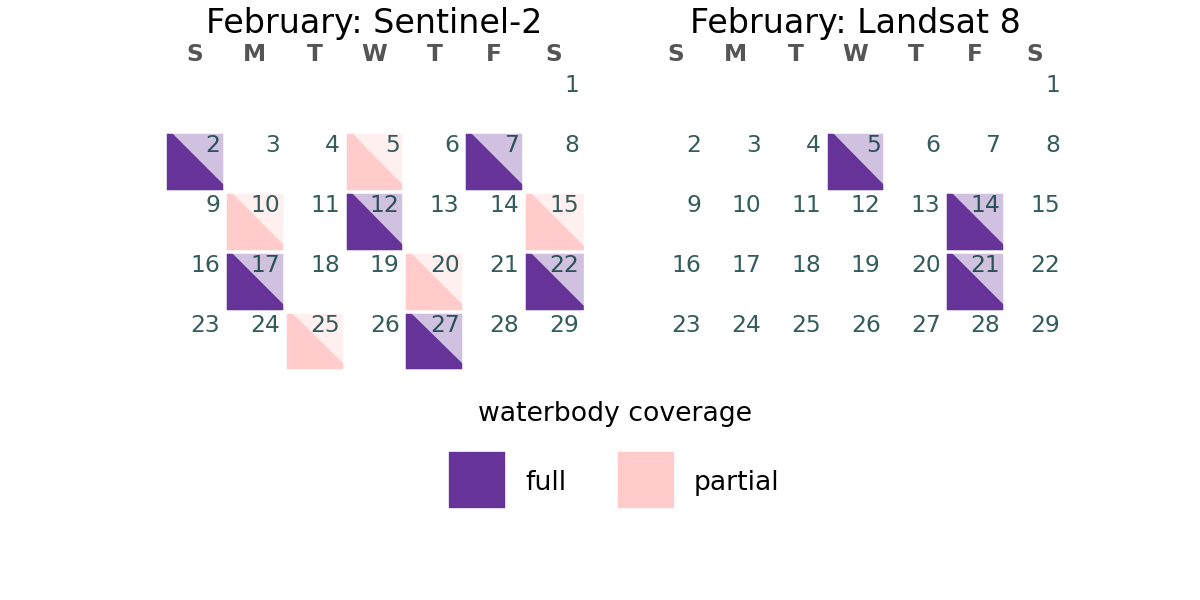 February: Sentinel-2
S M T W T F S
1
2 3 4 5 6 7 8
9 10 11 12 13 14 15
16 17 18 19 20 21 22
23 24 25 26 27 28 29
February: Landsat 8
S M T W T F S
1
2 3 4 5 6 7 8
9 10 11 12 13 14 15
16 17 18 19 20 21 22
23 24 25 26 27 28 29
waterbody coverage
full
partial